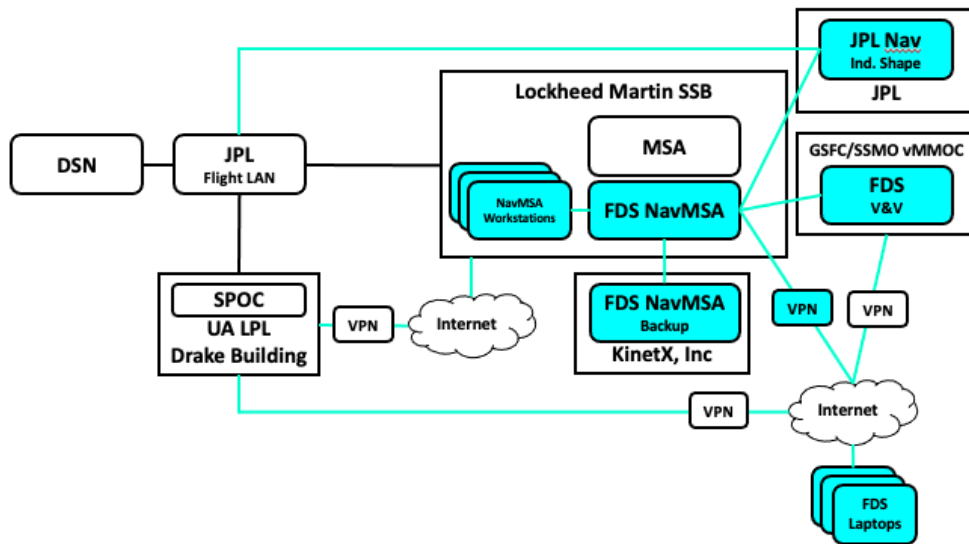 JPL Nav
Ind. Shape
JPL
Lockheed Martin SSB
MSA
DSN
JPL
Flight LAN
NavMSA
Workstations
FDS NavMSA
GSFC/SSMO vMMOC
FDS
V&V
SPOC
UA LPL
Drake Building
VPN
Internet
FDS NavMSA
Backup
KinetX, Inc
VPN
VPN
VPN
Internet
FDS
Laptops